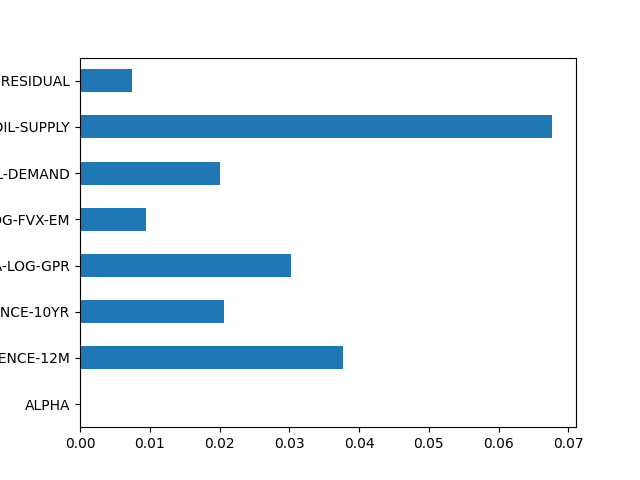 RESIDUAL
OIL-SUPPLY
L-DEMAND
OG-FVX-EM
A-LOG-GPR
NCE-10YR
ENCE-12M
ALPHA
0.00 0.01 0.02 0.03 0.04 0.05 0.06 0.07